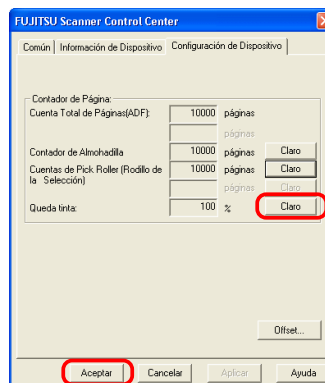 FUJITSU Scanner Control Center
Común Información de Dispositivo Configuración de Dispositivo
Contador de Página:
Cuenta Total de Páginas(ADF): 10000 páginas
páginas
Contador de Almohadilla 10000 páginas Claro
Cuentas de Pick Roller (Rodillo de 10000 páginas Claro
la Selección) páginas Claro
Queda tinta: 100 % Claro
Offset...
Aceptar Cancelar Aplicar Ayuda